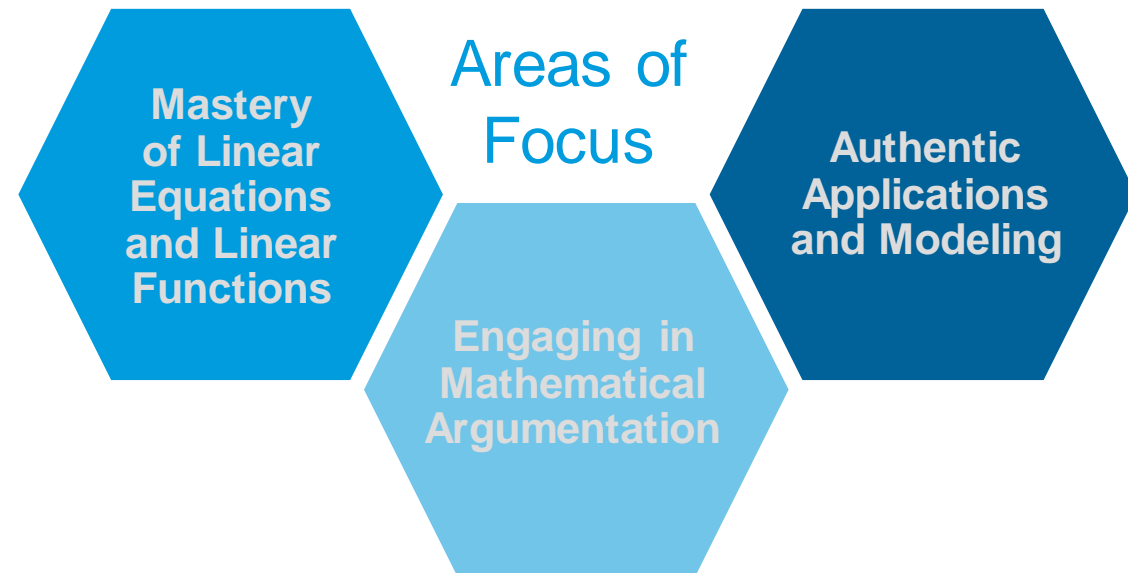 Areas of
Focus
Mastery
of Linear
Equations
and Linear
Functions
Engaging in
Mathematical
Argumentation
Authentic
Applications
and Modeling